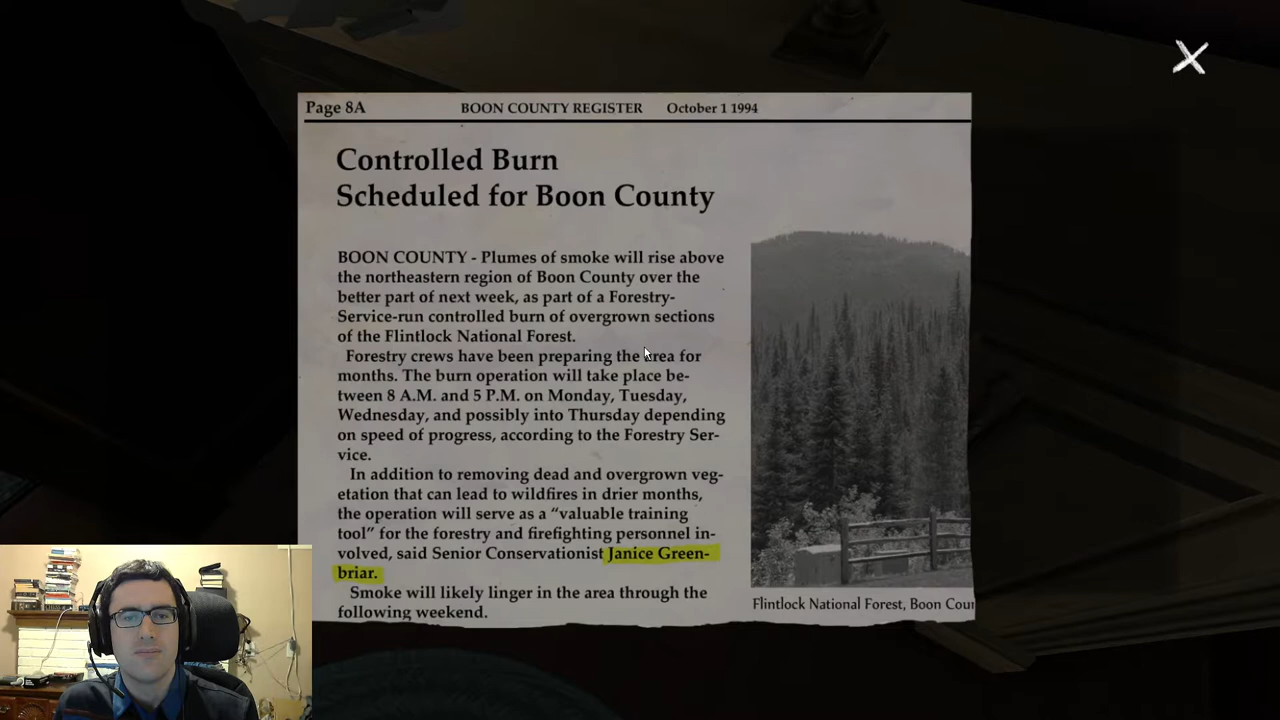 Page 8A BOON COUNTY REGISTER October 1 1994
Controlled Burn
Scheduled for Boon County
BOON COUNTY - Plumes of smoke will rise above
the northeastern region of Boon County over the
better part of next week, as part of a Forestry-
Service-run controlled burn of overgrown sections
of the Flintlock National Forest.
Forestry crews have been preparing the area for
months. The burn operation will take place be-
tween 8 A.M. and 5 P.M. on Monday, Tuesday,
Wednesday, and possibly into Thursday depending
on speed of progress, according to the Forestry Ser-
vice.
In addition to removing dead and overgrown veg-
etation that can lead to wildfires in drier months,
the operation will serve as a “valuable training
tool” for the forestry and firefighting personnel in-
volved, said Senior Conservationist Janice Green-
briar.
Smoke will likely linger in the area through the
following weekend.
Flintlock National Forest, Boon Coun